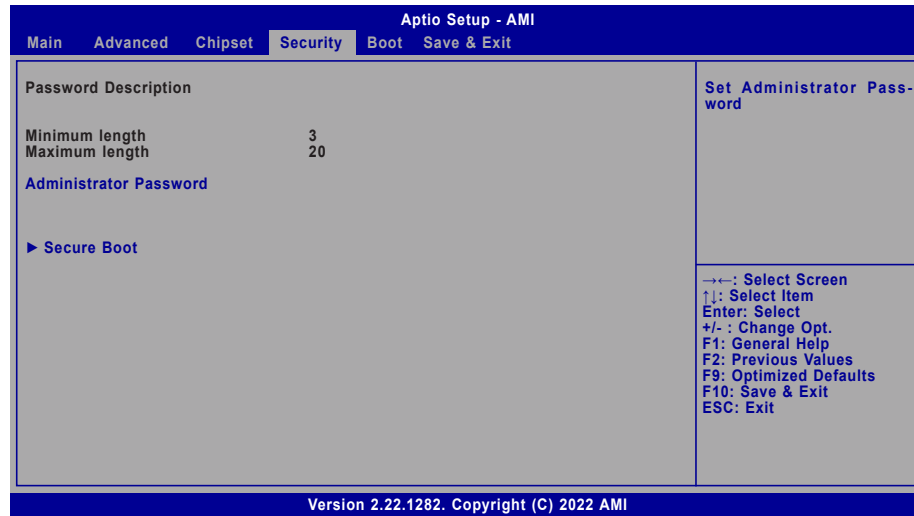 Aptio Setup - AMI
Main Advanced Chipset Security Boot Save & Exit
Password Description
Minimum length 3
Maximum length 20
Administrator Password
► Secure Boot
Set Administrator Pass-
word
→←: Select Screen
↑↓: Select Item
Enter: Select
+/- : Change Opt.
F1: General Help
F2: Previous Values
F9: Optimized Defaults
F10: Save & Exit
ESC: Exit
Version 2.22.1282. Copyright (C) 2022 AMI